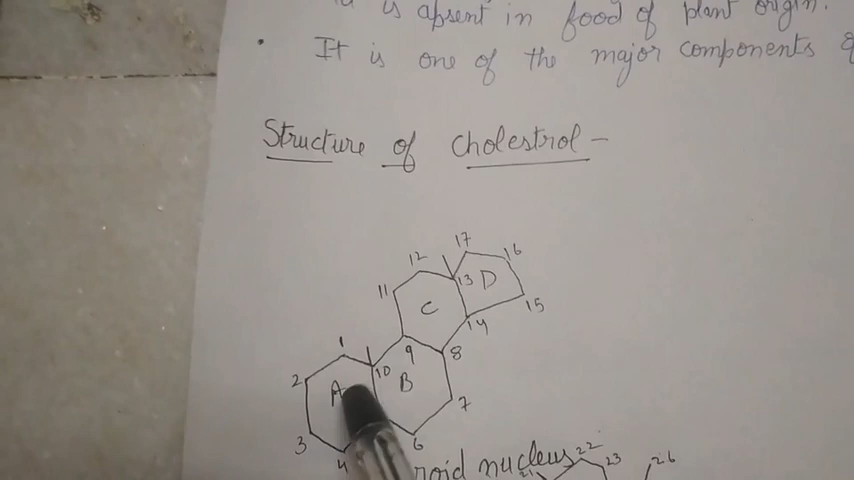 is absent in food of plant origin.
• It is one of the major components
Structure of Cholestrol -
17
12
16
13
D
11
C
15
14
1
9
8
10
2
A
B
7
3
6
4
nucleus
22
21
23
26